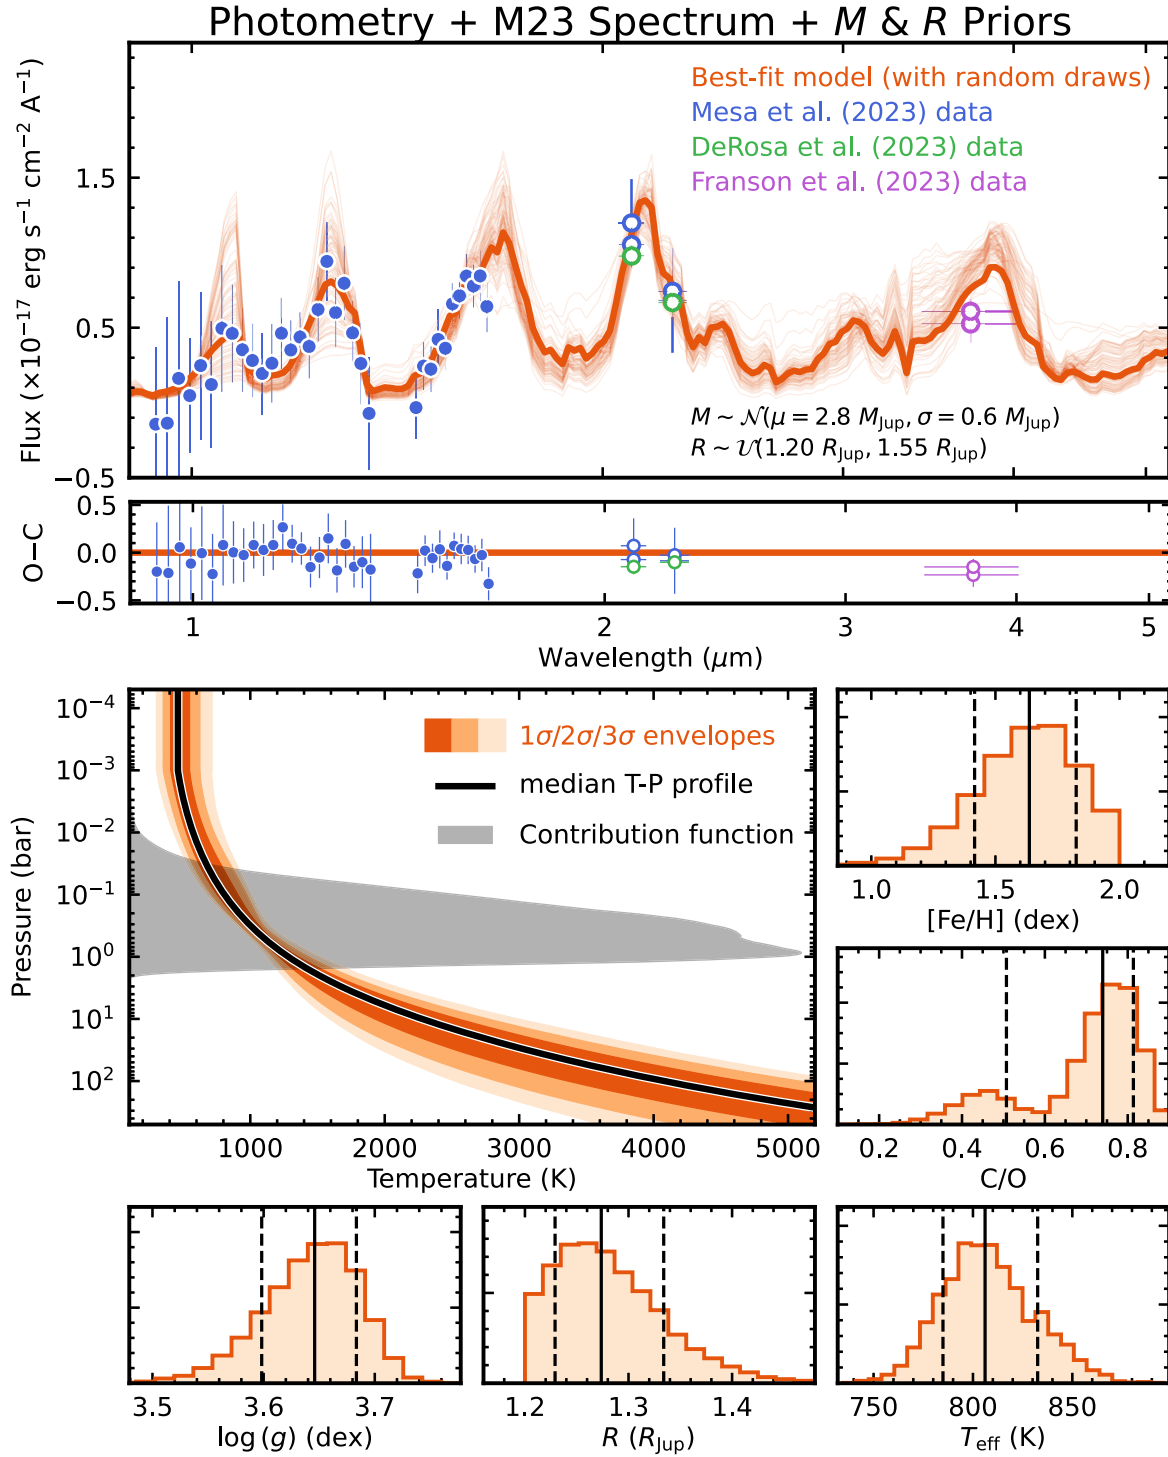 Photometry + M23 Spectrum + M & R Priors
Best-fit model (with random draws)
Mesa et al. (2023) data
DeRosa et al. (2023) data
Franson et al. (2023) data
Flux (×10⁻¹⁷ erg s⁻¹ cm⁻² A⁻¹)
1.5
0.5
−0.5
M ~ 𝒩(μ = 2.8 M_Jup, σ = 0.6 M_Jup)
R ~ 𝒰(1.20 R_Jup, 1.55 R_Jup)
O−C
0.5
0.0
−0.5
1 2 3 4 5
Wavelength (μm)
Pressure (bar)
10⁻⁴
10⁻³
10⁻²
10⁻¹
10⁰
10¹
10²
1σ/2σ/3σ envelopes
median T-P profile
Contribution function
1000 2000 3000 4000 5000
Temperature (K)
1.0 1.5 2.0
[Fe/H] (dex)
0.2 0.4 0.6 0.8
C/O
3.5 3.6 3.7
log (g) (dex)
1.2 1.3 1.4
R (R_Jup)
750 800 850
T_eff (K)